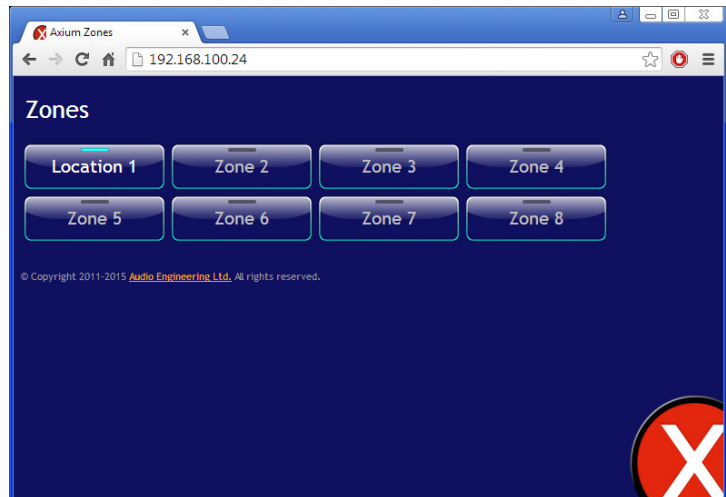 Axium Zones
192.168.100.24
Zones
Location 1 Zone 2 Zone 3 Zone 4
Zone 5 Zone 6 Zone 7 Zone 8
© Copyright 2011-2015 Audio Engineering Ltd. All rights reserved.
X